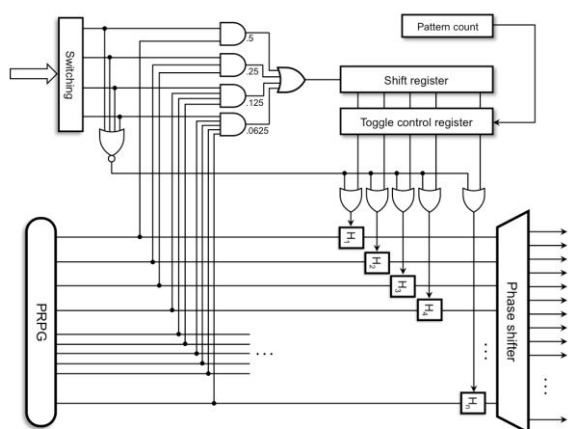 Pattern count
Switching
.5
.25
.125
.0625
Shift register
Toggle control register
H1
H2
H3
H4
Hn
PRPG
Phase shifter
. . .
. . .
. . .